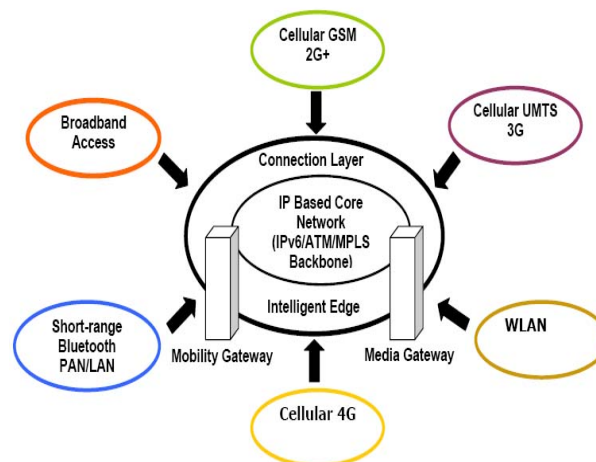 Cellular GSM
2G+
Broadband
Access
Cellular UMTS
3G
Connection Layer
IP Based Core
Network
(IPv6/ATM/MPLS
Backbone)
Intelligent Edge
Short-range
Bluetooth
PAN/LAN
Mobility Gateway
Media Gateway
WLAN
Cellular 4G